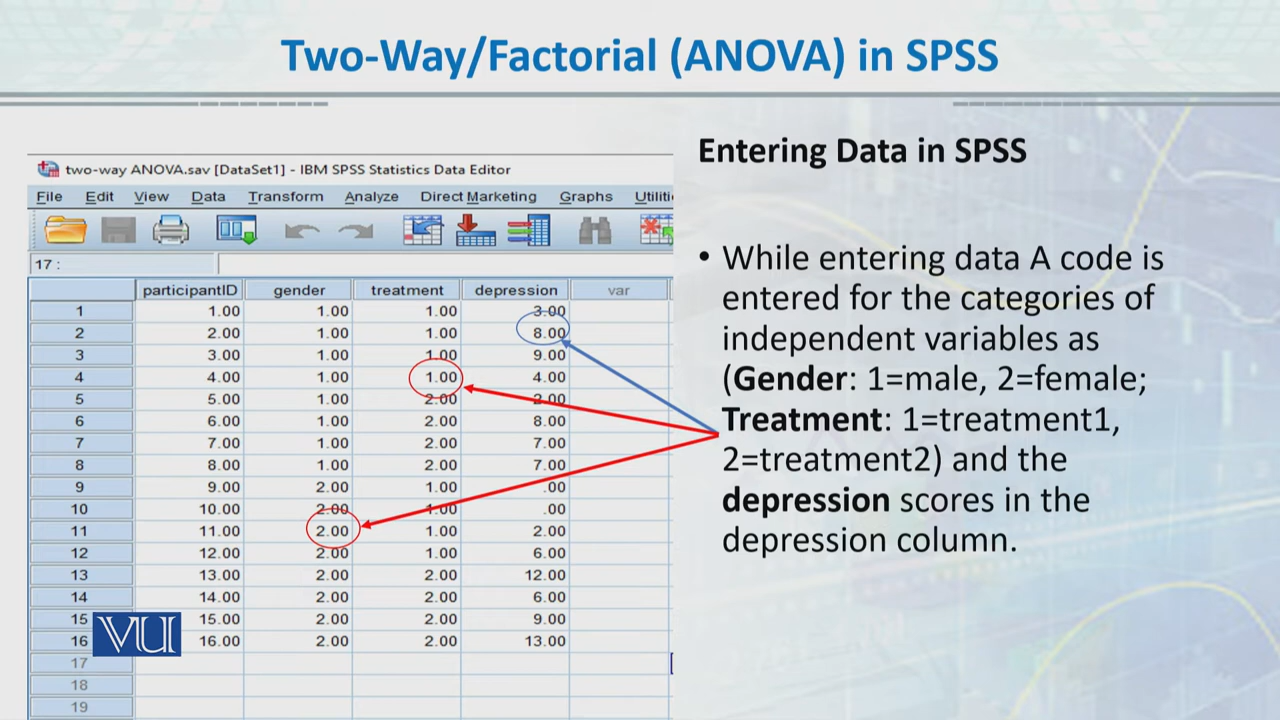 Two-Way/Factorial (ANOVA) in SPSS
two-way ANOVA.sav [DataSet1] - IBM SPSS Statistics Data Editor
File Edit View Data Transform Analyze Direct Marketing Graphs Utiliti
17 :
participantID gender treatment depression var
1 1.00 1.00 1.00 3.00
2 2.00 1.00 1.00 8.00
3 3.00 1.00 1.00 9.00
4 4.00 1.00 1.00 4.00
5 5.00 1.00 2.00 2.00
6 6.00 1.00 2.00 8.00
7 7.00 1.00 2.00 7.00
8 8.00 1.00 2.00 7.00
9 9.00 2.00 1.00 .00
10 10.00 2.00 1.00 .00
11 11.00 2.00 1.00 2.00
12 12.00 2.00 1.00 6.00
13 13.00 2.00 2.00 12.00
14 14.00 2.00 2.00 6.00
15 15.00 2.00 2.00 9.00
16 16.00 2.00 2.00 13.00
17
18
19
VU
Entering Data in SPSS
• While entering data A code is
entered for the categories of
independent variables as
(Gender: 1=male, 2=female;
Treatment: 1=treatment1,
2=treatment2) and the
depression scores in the
depression column.